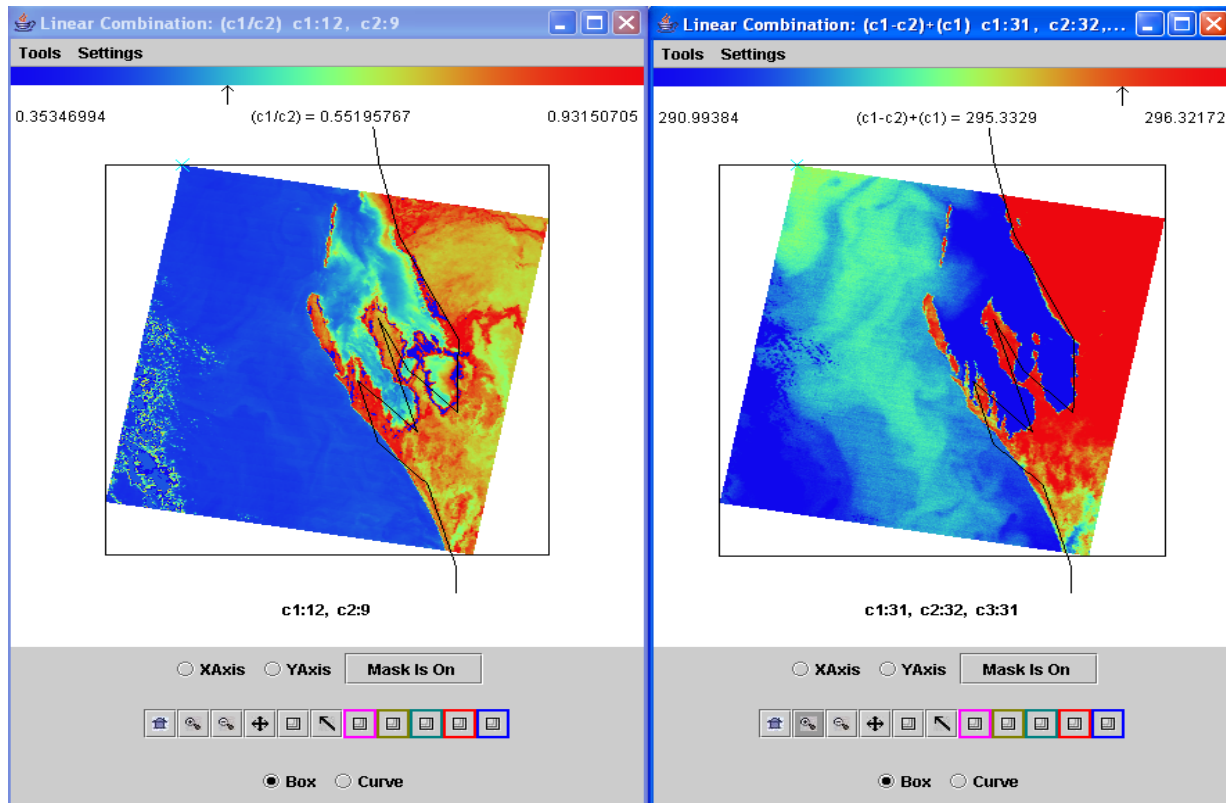 Linear Combination: (c1/c2) c1:12, c2:9
Tools Settings
0.35346994 (c1/c2) = 0.55195767 0.93150705
c1:12, c2:9
XAxis YAxis Mask Is On
Box Curve
Linear Combination: (c1-c2)+(c1) c1:31, c2:32,...
Tools Settings
290.99384 (c1-c2)+(c1) = 295.3329 296.32172
c1:31, c2:32, c3:31
XAxis YAxis Mask Is On
Box Curve